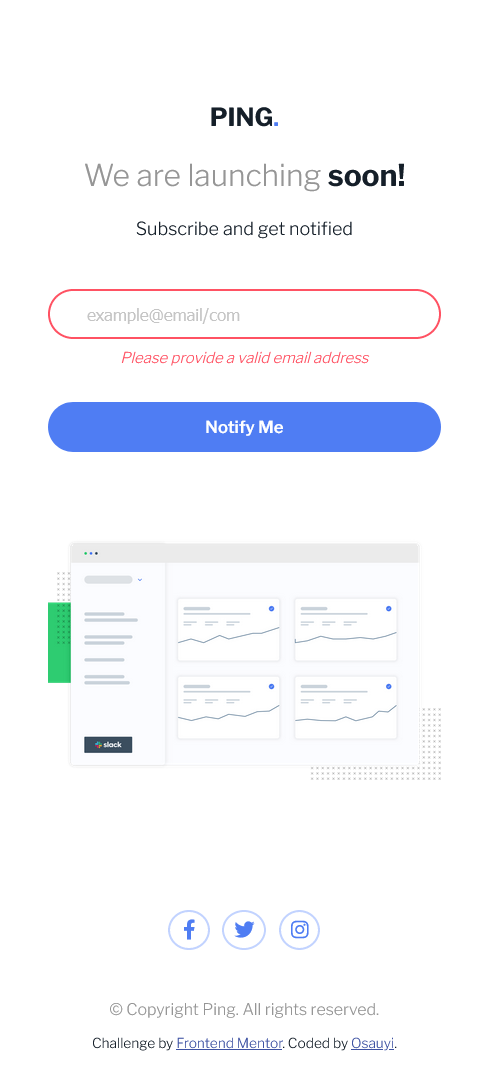 PING.
We are launching soon!
Subscribe and get notified
example@email/com
Please provide a valid email address
Notify Me
slack
© Copyright Ping. All rights reserved.
Challenge by Frontend Mentor. Coded by Osauyi.